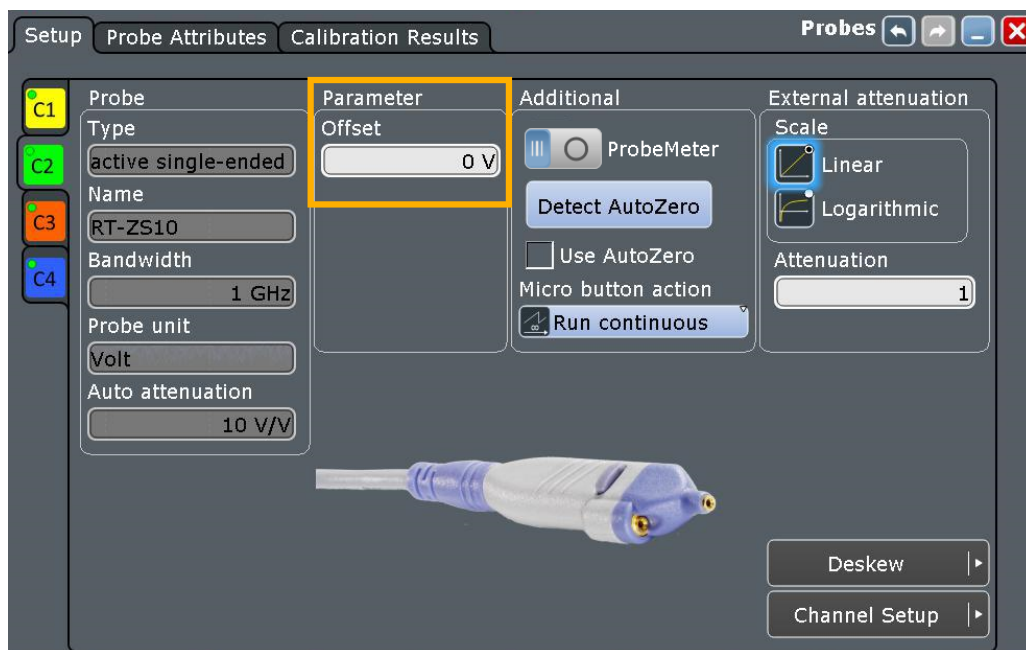 Setup Probe Attributes Calibration Results Probes
C1
C2
C3
C4
Probe
Type
active single-ended
Name
RT-ZS10
Bandwidth
1 GHz
Probe unit
Volt
Auto attenuation
10 V/V
Parameter
Offset
0 V
Additional
ProbeMeter
Detect AutoZero
Use AutoZero
Micro button action
Run continuous
External attenuation
Scale
Linear
Logarithmic
Attenuation
1
Deskew
Channel Setup